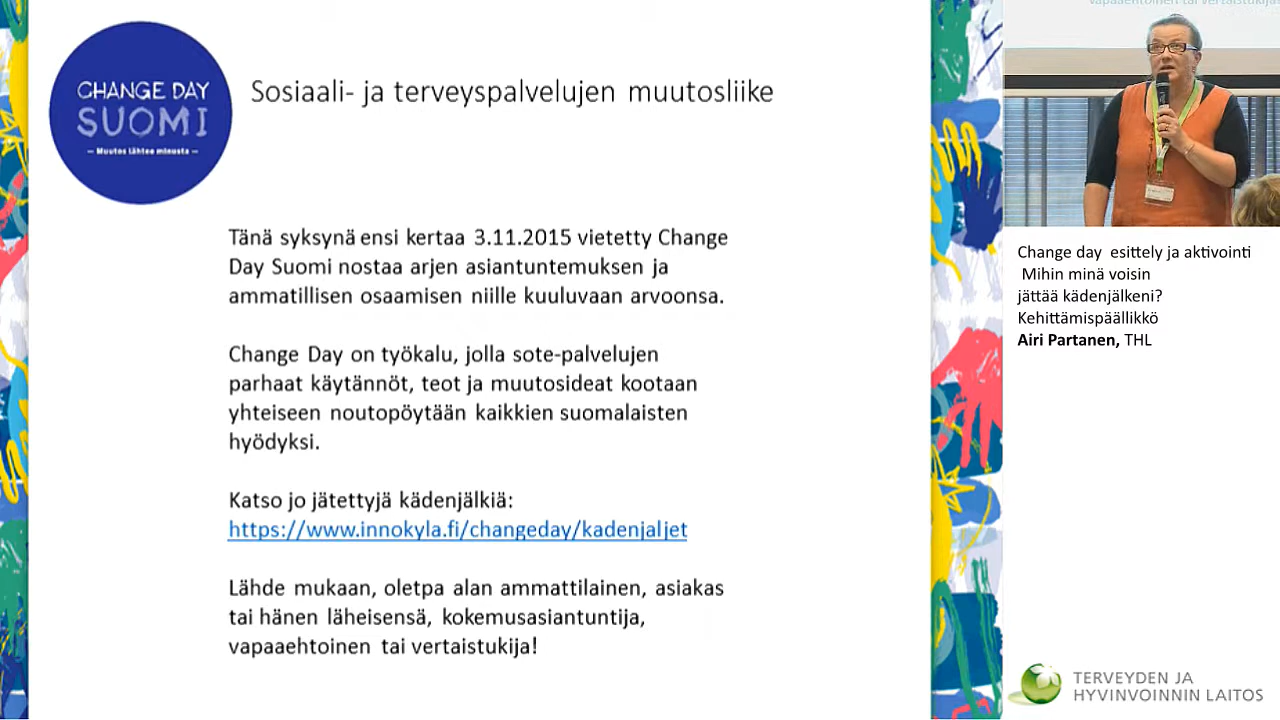 CHANGE DAY
SUOMI
— Muutos lähtee minusta —
Sosiaali- ja terveyspalvelujen muutosliike
Tänä syksynä ensi kertaa 3.11.2015 vietetty Change
Day Suomi nostaa arjen asiantuntemuksen ja
ammatillisen osaamisen niille kuuluvaan arvoonsa.
Change Day on työkalu, jolla sote-palvelujen
parhaat käytännöt, teot ja muutosideat kootaan
yhteiseen noutopöytään kaikkien suomalaisten
hyödyksi.
Katso jo jätettyjä kädenjälkiä:
https://www.innokyla.fi/changeday/kadenjaljet
Lähde mukaan, oletpa alan ammattilainen, asiakas
tai hänen läheisensä, kokemusasiantuntija,
vapaaehtoinen tai vertaistukija!
vapaaehtoinen tai vertaistukija!
Change day esittely ja aktivointi
Mihin minä voisin
jättää kädenjälkeni?
Kehittämispäällikkö
Airi Partanen, THL
TERVEYDEN JA
HYVINVOINNIN LAITOS